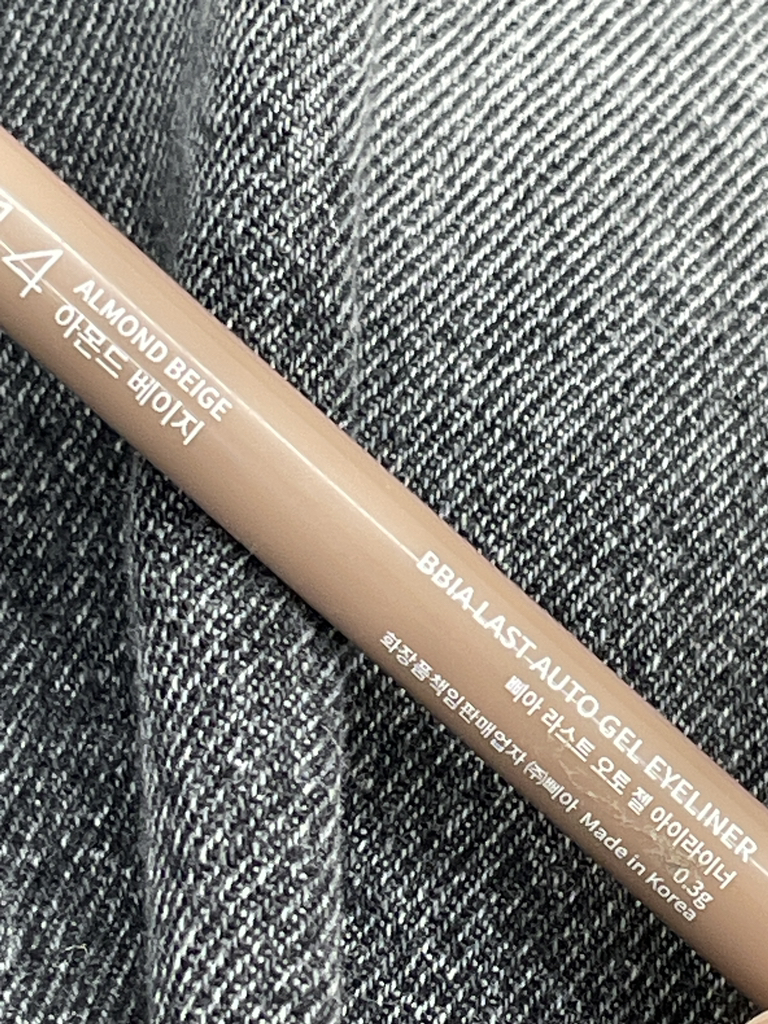 14
ALMOND BEIGE
아몬드 베이지
BBIA LAST AUTO GEL EYELINER
삐아 라스트 오토 젤 아이라이너
0.3g
화장품책임판매업자 ㈜삐아 Made in Korea